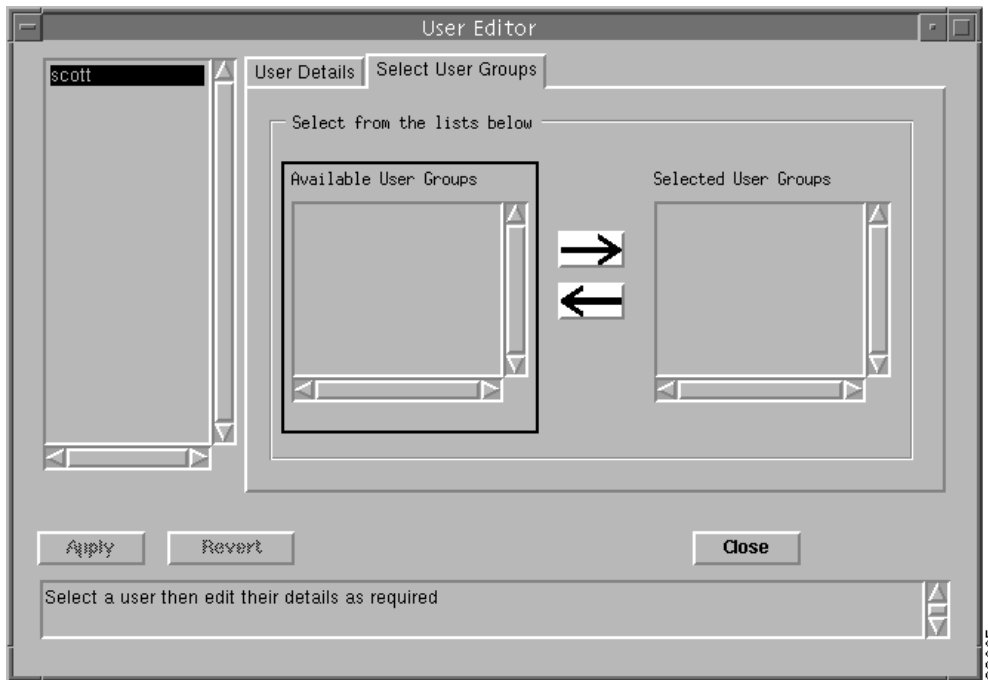 User Editor
scott
User Details
Select User Groups
Select from the lists below
Available User Groups
Selected User Groups
Apply
Revert
Close
Select a user then edit their details as required